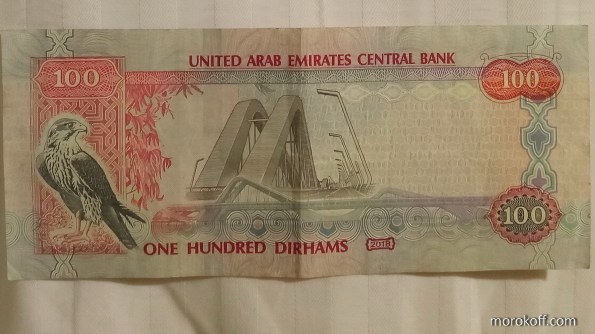 UNITED ARAB EMIRATES CENTRAL BANK
100
100
100
ONE HUNDRED DIRHAMS
2018
morokoff.com